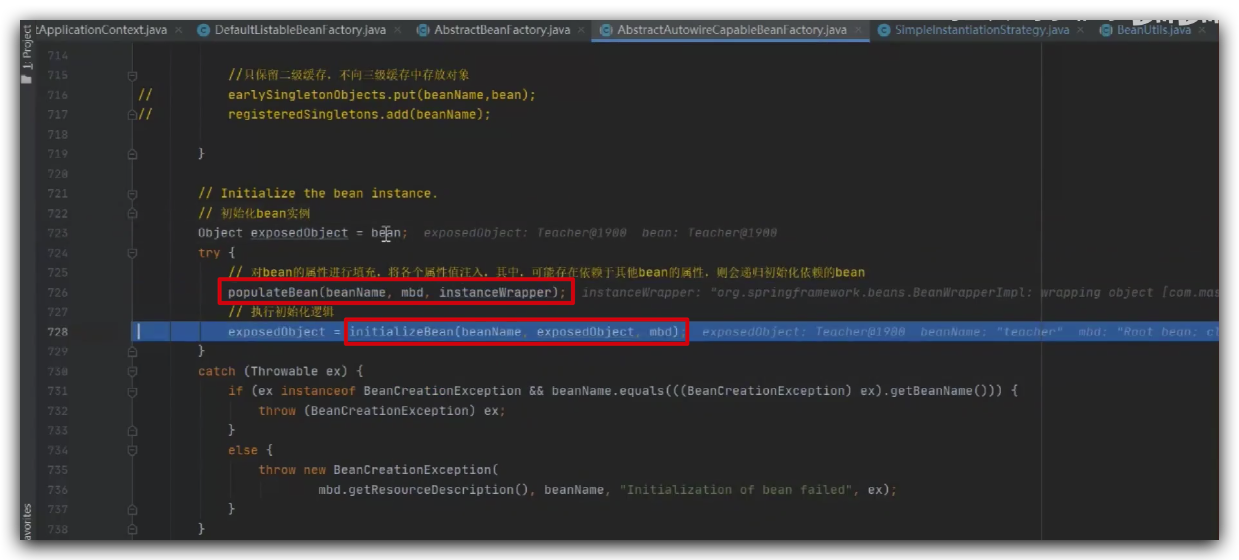 tApplicationContext.java DefaultListableBeanFactory.java AbstractBeanFactory.java AbstractAutowireCapableBeanFactory.java SimpleInstantiationStrategy.java BeanUtils.java
1: Project
714
715 //只保留二级缓存，不向三级缓存中存放对象
716 // earlySingletonObjects.put(beanName,bean);
717 // registeredSingletons.add(beanName);
718
719 }
720
721 // Initialize the bean instance.
722 // 初始化bean实例
723 Object exposedObject = bean; exposedObject: Teacher@1900 bean: Teacher@1900
724 try {
725 // 对bean的属性进行填充，将各个属性值注入，其中，可能存在依赖于其他bean的属性，则会递归初始化依赖的bean
726 populateBean(beanName, mbd, instanceWrapper); instanceWrapper: "org.springframework.beans.BeanWrapperImpl: wrapping object [com.mas
727 // 执行初始化逻辑
728 exposedObject = initializeBean(beanName, exposedObject, mbd); exposedObject: Teacher@1900 beanName: "teacher" mbd: "Root bean: cl
729 }
730 catch (Throwable ex) {
731 if (ex instanceof BeanCreationException && beanName.equals(((BeanCreationException) ex).getBeanName())) {
732 throw (BeanCreationException) ex;
733 }
734 else {
735 throw new BeanCreationException(
736 mbd.getResourceDescription(), beanName, "Initialization of bean failed", ex);
737 }
738 }
avorites